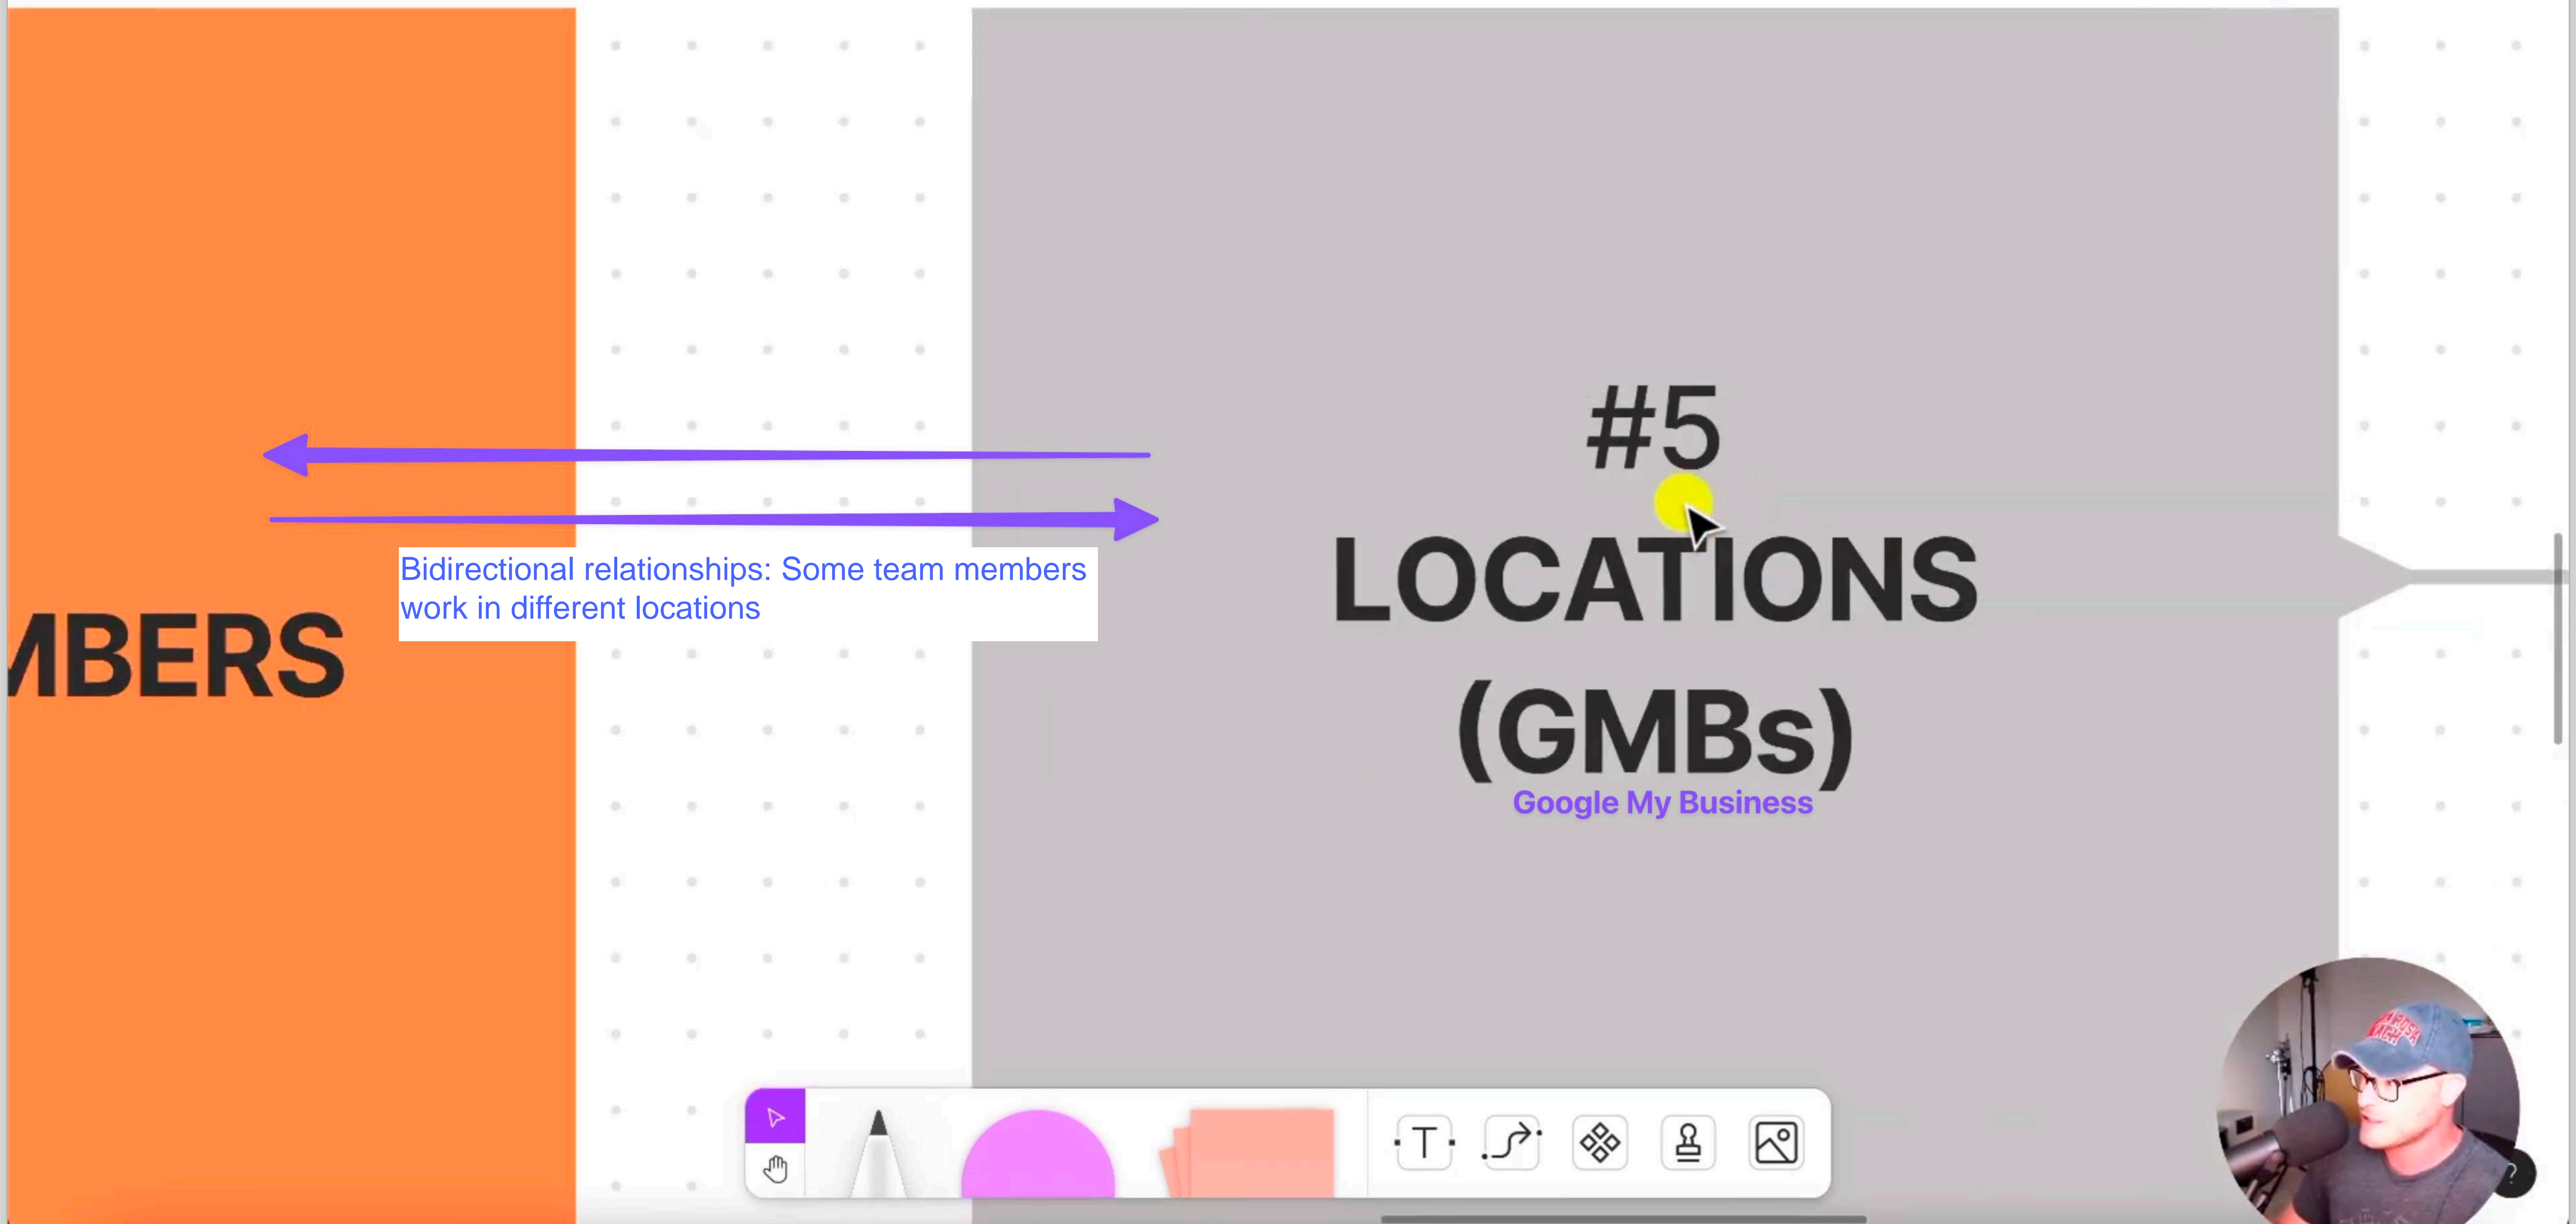 #5
LOCATIONS
(GMBs)
Google My Business
MBERS
Bidirectional relationships: Some team members
work in different locations
T
?